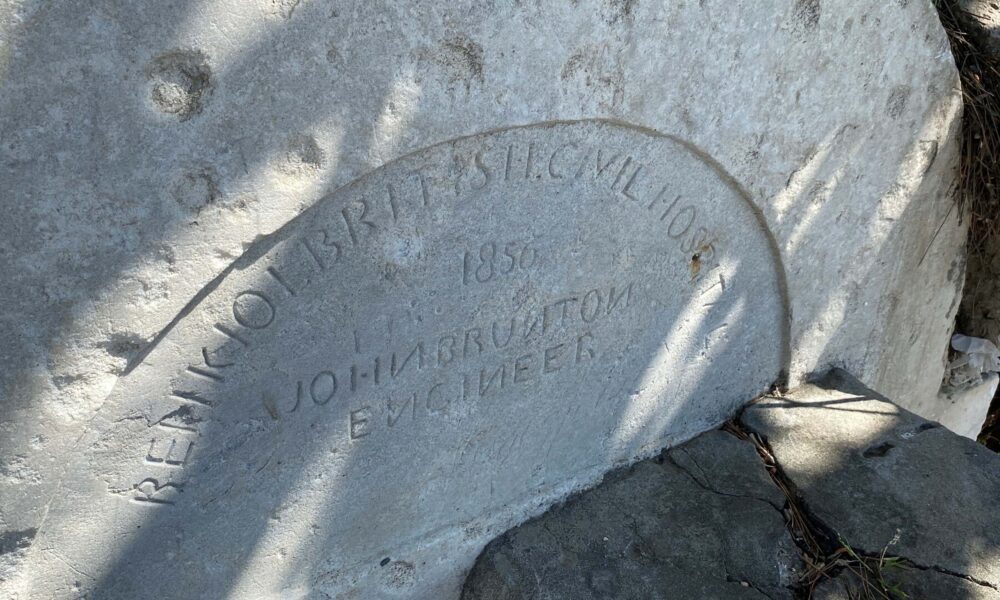 RENKIOI.BRITISH.CIVIL.HOSPITAL
1856
JOHN BRUNTON
ENGINEER